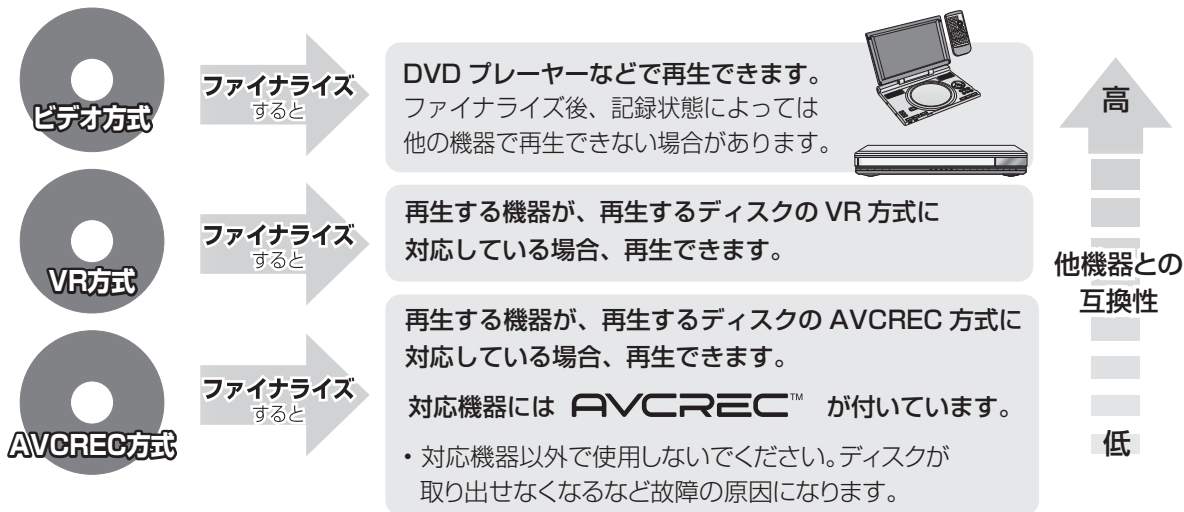 ビデオ方式
ファイナライズ
すると
DVD プレーヤーなどで再生できます。
ファイナライズ後、記録状態によっては
他の機器で再生できない場合があります。
VR方式
ファイナライズ
すると
再生する機器が、再生するディスクの VR 方式に
対応している場合、再生できます。
AVCREC方式
ファイナライズ
すると
再生する機器が、再生するディスクの AVCREC 方式に
対応している場合、再生できます。
対応機器には AVCREC™ が付いています。
・対応機器以外で使用しないでください。ディスクが
取り出せなくなるなど故障の原因になります。
高
他機器との
互換性
低